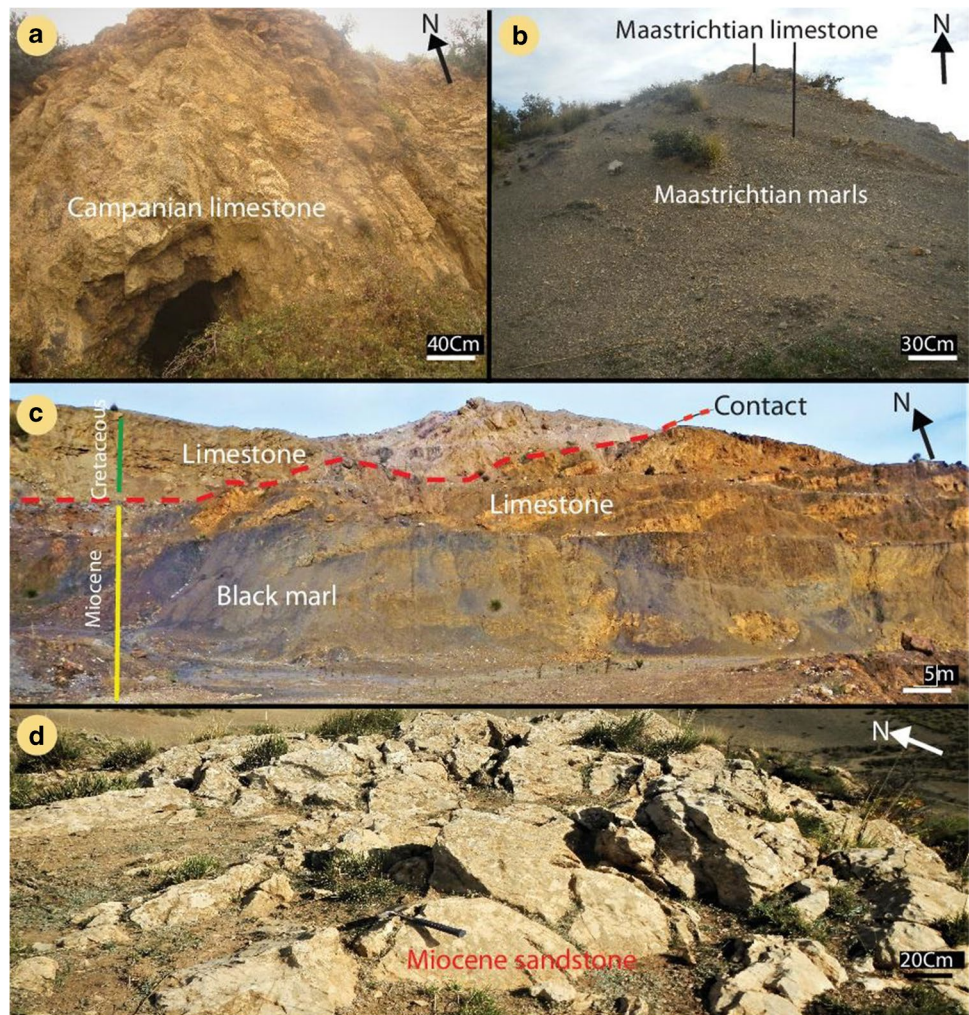 a
N
Campanian limestone
40Cm
b
Maastrichtian limestone
N
Maastrichtian marls
30Cm
c
Cretaceous
Limestone
Contact
N
Limestone
Miocene
Black marl
5m
d
N
Miocene sandstone
20Cm